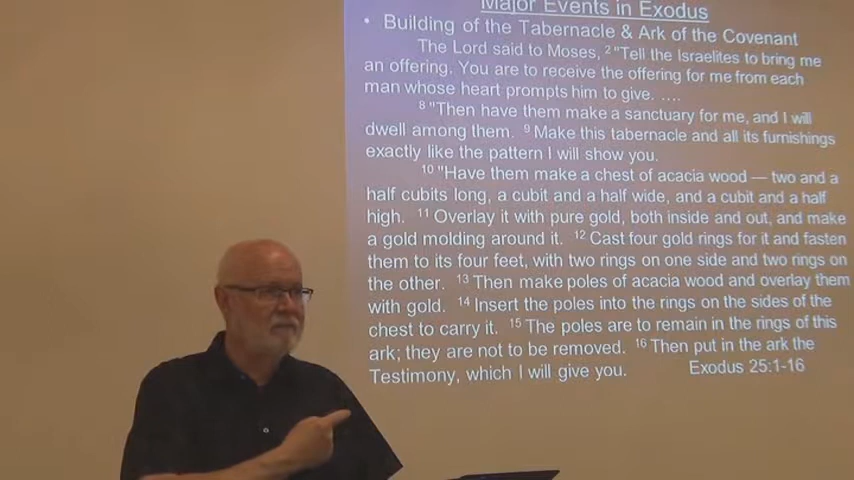 Major Events in Exodus
• Building of the Tabernacle & Ark of the Covenant
The Lord said to Moses, 2 "Tell the Israelites to bring me
an offering. You are to receive the offering for me from each
man whose heart prompts him to give. ....
8 "Then have them make a sanctuary for me, and I will
dwell among them. 9 Make this tabernacle and all its furnishings
exactly like the pattern I will show you.
10 "Have them make a chest of acacia wood — two and a
half cubits long, a cubit and a half wide, and a cubit and a half
high. 11 Overlay it with pure gold, both inside and out, and make
a gold molding around it. 12 Cast four gold rings for it and fasten
them to its four feet, with two rings on one side and two rings on
the other. 13 Then make poles of acacia wood and overlay them
with gold. 14 Insert the poles into the rings on the sides of the
chest to carry it. 15 The poles are to remain in the rings of this
ark; they are not to be removed. 16 Then put in the ark the
Testimony, which I will give you. Exodus 25:1-16